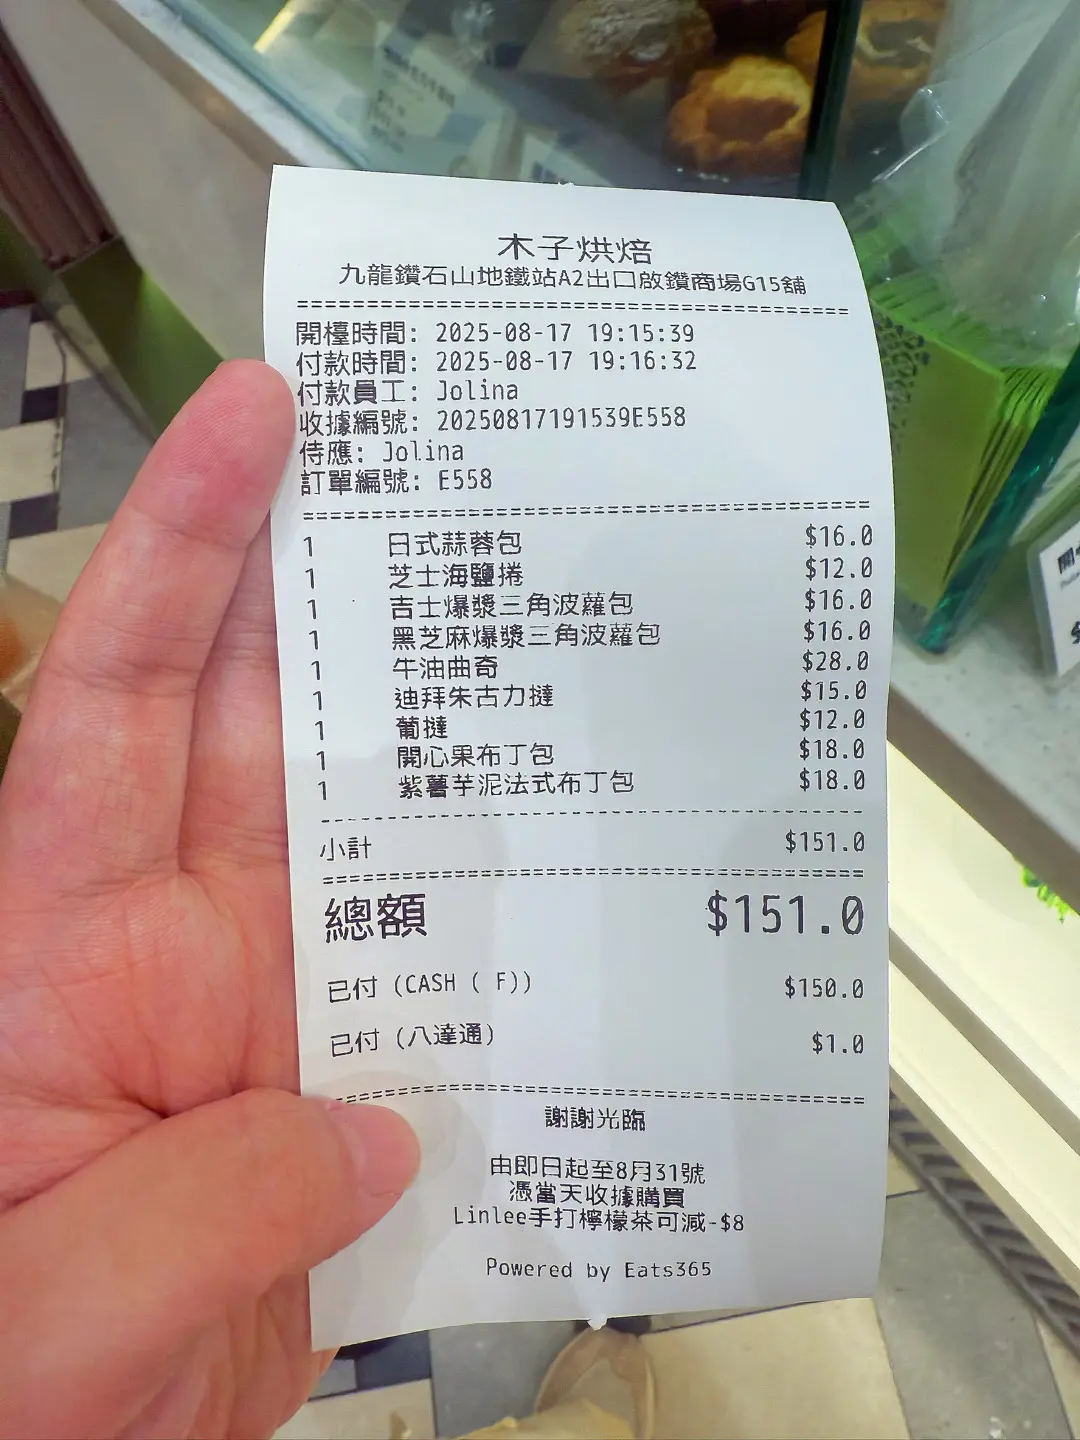 木子烘焙
九龍鑽石山地鐵站A2出口啟鑽商場G15舖
開檯時間: 2025-08-17 19:15:39
付款時間: 2025-08-17 19:16:32
付款員工: Jolina
收據編號: 20250817191539E558
侍應: Jolina
訂單編號: E558
1 日式蒜蓉包 $16.0
1 芝士海鹽捲 $12.0
1 吉士爆漿三角波蘿包 $16.0
1 黑芝麻爆漿三角波蘿包 $16.0
1 牛油曲奇 $28.0
1 迪拜朱古力撻 $15.0
1 葡撻 $12.0
1 開心果布丁包 $18.0
1 紫薯芋泥法式布丁包 $18.0
小計 $151.0
總額 $151.0
已付 (CASH ( F)) $150.0
已付 (八達通) $1.0
謝謝光臨
由即日起至8月31號
憑當天收據購買
Linlee手打檸檬茶可減-$8
Powered by Eats365